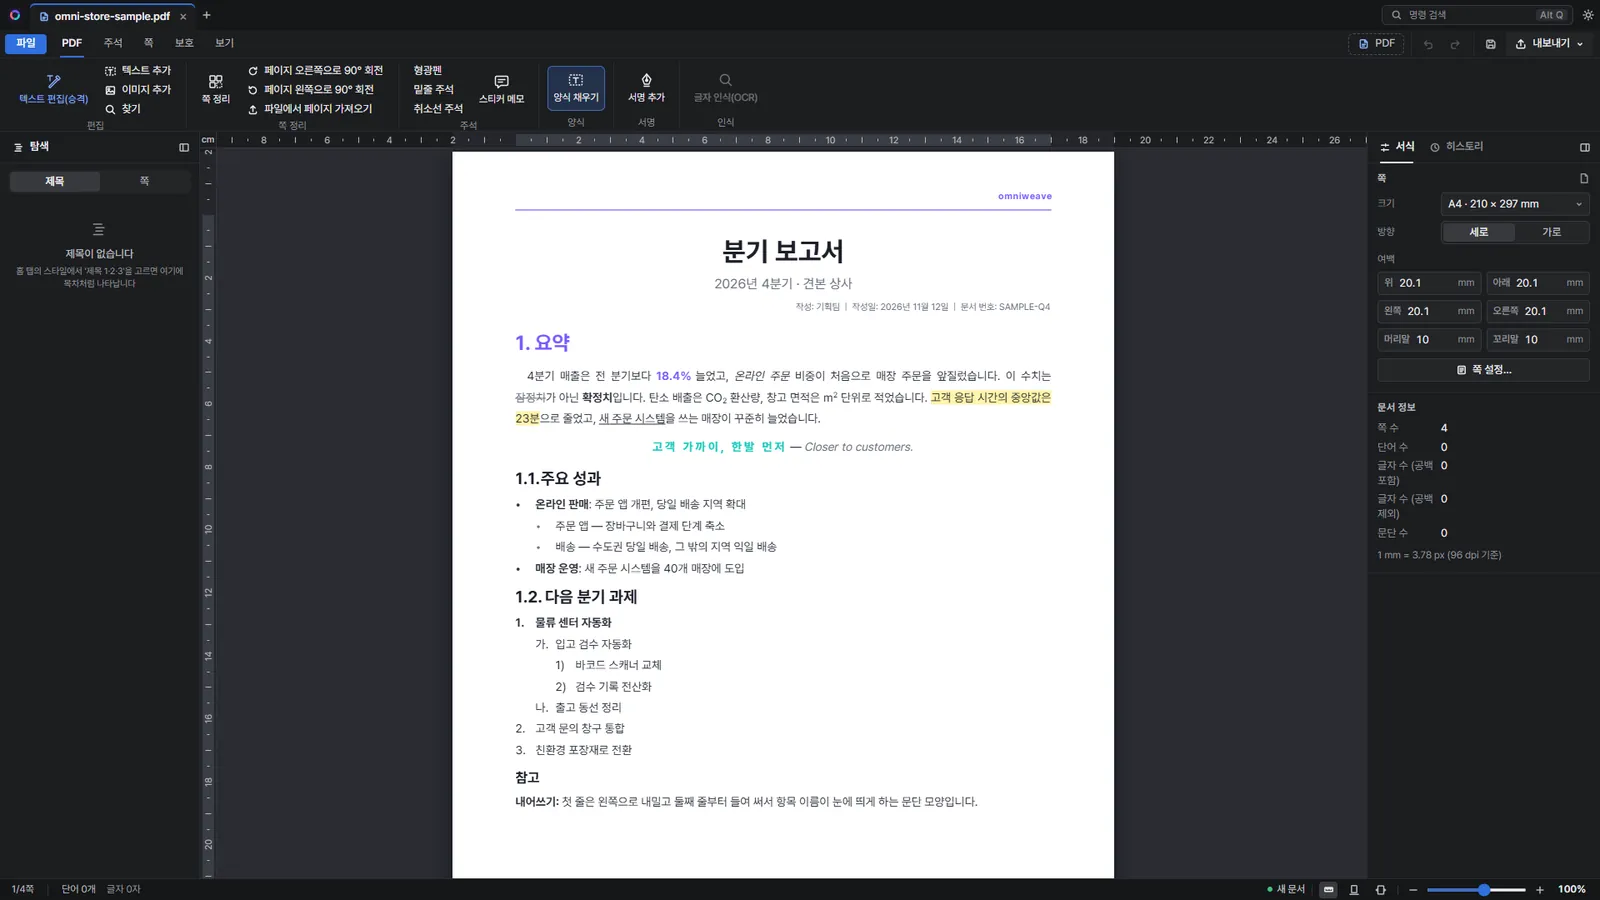 omni-store-sample.pdf
명령 검색 Alt Q
파일 PDF 주석 쪽 보호 보기
PDF 내보내기
텍스트 편집(승격)
텍스트 추가
이미지 추가
찾기
편집
쪽 정리
페이지 오른쪽으로 90° 회전
페이지 왼쪽으로 90° 회전
파일에서 페이지 가져오기
쪽 정리
형광펜
밑줄 주석
취소선 주석
스티커 메모
주석
양식 채우기
양식
서명 추가
서명
글자 인식(OCR)
인식
탐색
제목 쪽
제목이 없습니다
홈 탭의 스타일에서 '제목 1·2·3'을 고르면 여기에
목차처럼 나타납니다
cm 8 6 4 2 2 4 6 8 10 12 14 16 18 20 22 24 26
2 2 4 6 8 10 12 14 16 18 20
omniweave
분기 보고서
2026년 4분기 · 견본 상사
작성: 기획팀 | 작성일: 2026년 11월 12일 | 문서 번호: SAMPLE-Q4
1. 요약
4분기 매출은 전 분기보다 18.4% 늘었고, 온라인 주문 비중이 처음으로 매장 주문을 앞질렀습니다. 이 수치는
잠정치가 아닌 확정치입니다. 탄소 배출은 CO₂ 환산량, 창고 면적은 m² 단위로 적었습니다. 고객 응답 시간의 중앙값은
23분으로 줄었고, 새 주문 시스템을 쓰는 매장이 꾸준히 늘었습니다.
고객 가까이, 한발 먼저 — Closer to customers.
1.1.주요 성과
• 온라인 판매: 주문 앱 개편, 당일 배송 지역 확대
• 주문 앱 — 장바구니와 결제 단계 축소
• 배송 — 수도권 당일 배송, 그 밖의 지역 익일 배송
• 매장 운영: 새 주문 시스템을 40개 매장에 도입
1.2. 다음 분기 과제
1. 물류 센터 자동화
가. 입고 검수 자동화
1) 바코드 스캐너 교체
2) 검수 기록 전산화
나. 출고 동선 정리
2. 고객 문의 창구 통합
3. 친환경 포장재로 전환
참고
내어쓰기: 첫 줄은 왼쪽으로 내밀고 둘째 줄부터 들여 써서 항목 이름이 눈에 띄게 하는 문단 모양입니다.
서식 히스토리
쪽
크기 A4 · 210 × 297 mm
방향 세로 가로
여백
위 20.1 mm 아래 20.1 mm
왼쪽 20.1 mm 오른쪽 20.1 mm
머리말 10 mm 꼬리말 10 mm
쪽 설정...
문서 정보
쪽 수 4
단어 수 0
글자 수 (공백 0
포함)
글자 수 (공백 0
제외)
문단 수 0
1 mm = 3.78 px (96 dpi 기준)
1/4쪽 단어 0개 글자 0자
새 문서 100%